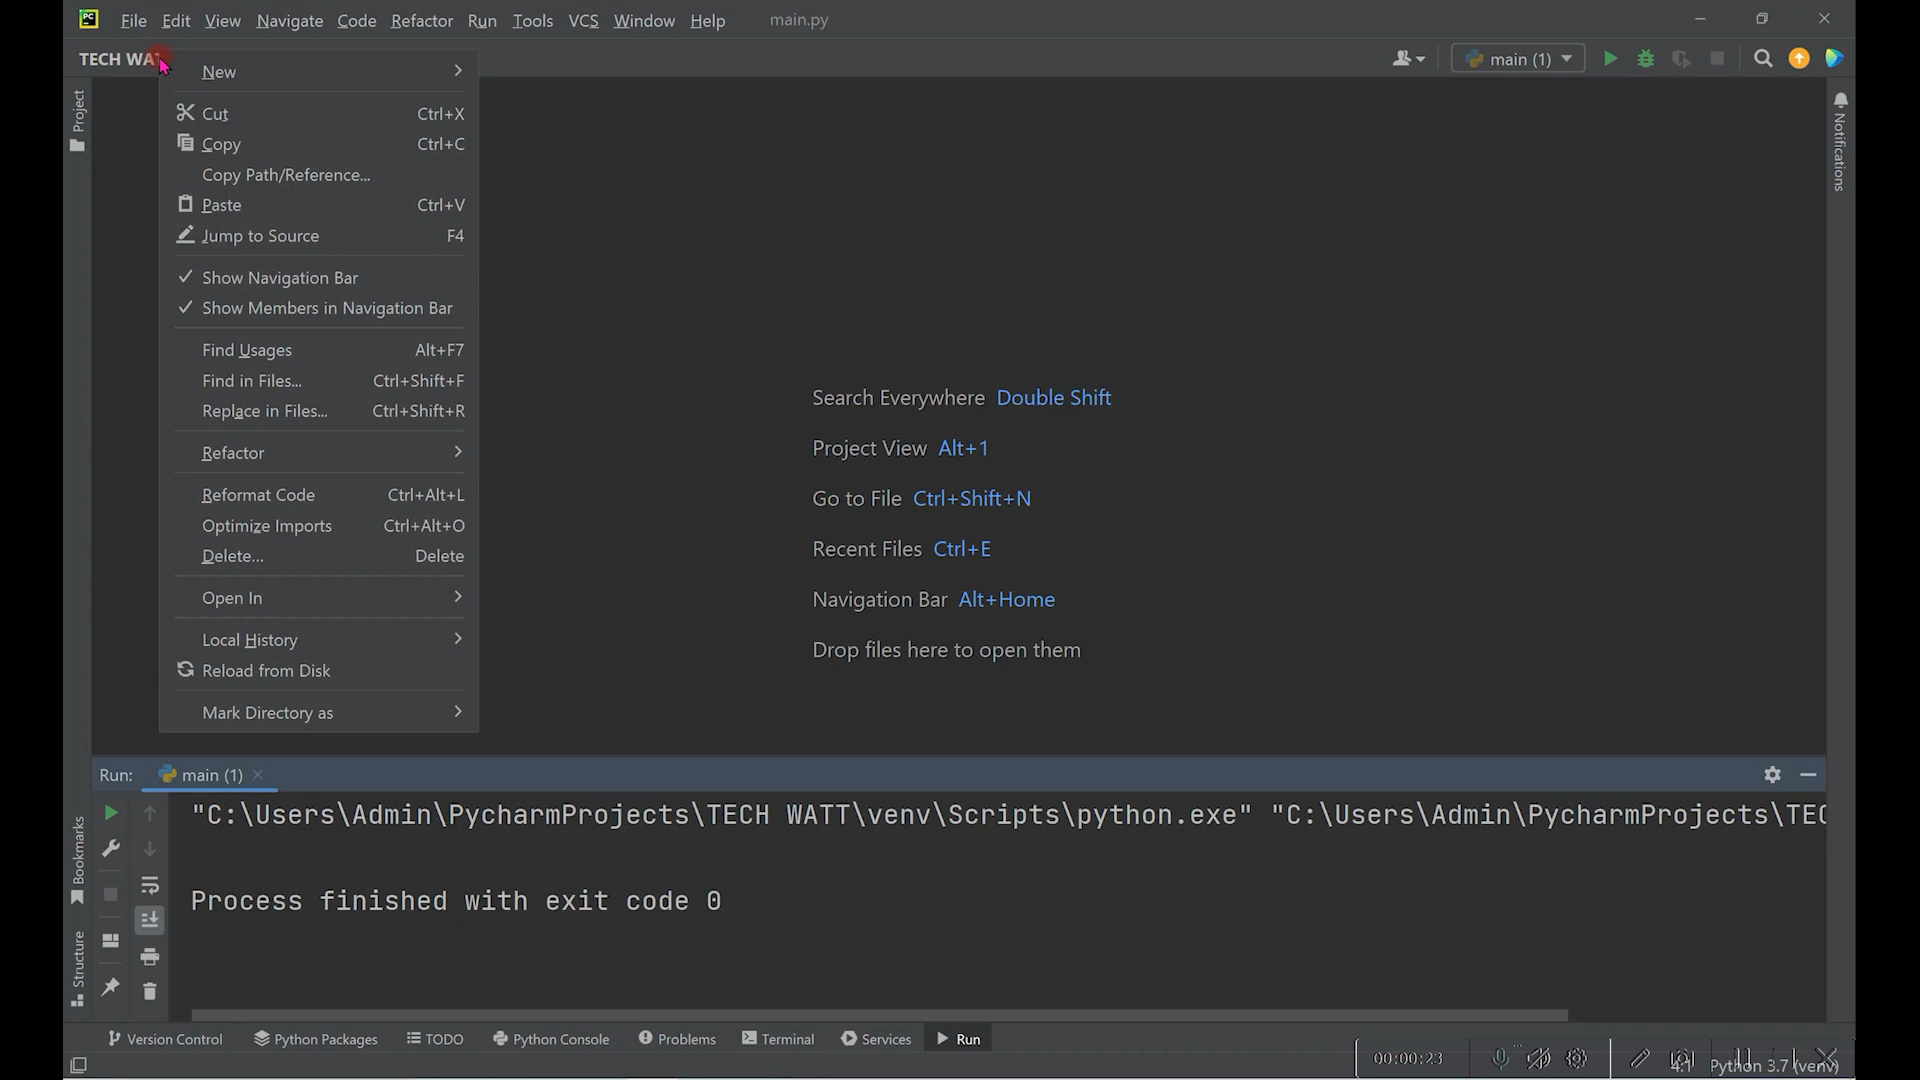 PC File Edit View Navigate Code Refactor Run Tools VCS Window Help main.py
TECH WAT main (1)
New
Cut Ctrl+X
Copy Ctrl+C
Copy Path/Reference...
Paste Ctrl+V
Jump to Source F4
Show Navigation Bar
Show Members in Navigation Bar
Find Usages Alt+F7
Find in Files... Ctrl+Shift+F
Replace in Files... Ctrl+Shift+R
Refactor
Reformat Code Ctrl+Alt+L
Optimize Imports Ctrl+Alt+O
Delete... Delete
Open In
Local History
Reload from Disk
Mark Directory as
Project
Notifications
Search Everywhere Double Shift
Project View Alt+1
Go to File Ctrl+Shift+N
Recent Files Ctrl+E
Navigation Bar Alt+Home
Drop files here to open them
Run: main (1)
"C:\Users\Admin\PycharmProjects\TECH WATT\venv\Scripts\python.exe" "C:\Users\Admin\PycharmProjects\TEC
Process finished with exit code 0
Bookmarks
Structure
Version Control Python Packages TODO Python Console Problems Terminal Services Run
00:00:23 4:1 Python 3.7 (venv)